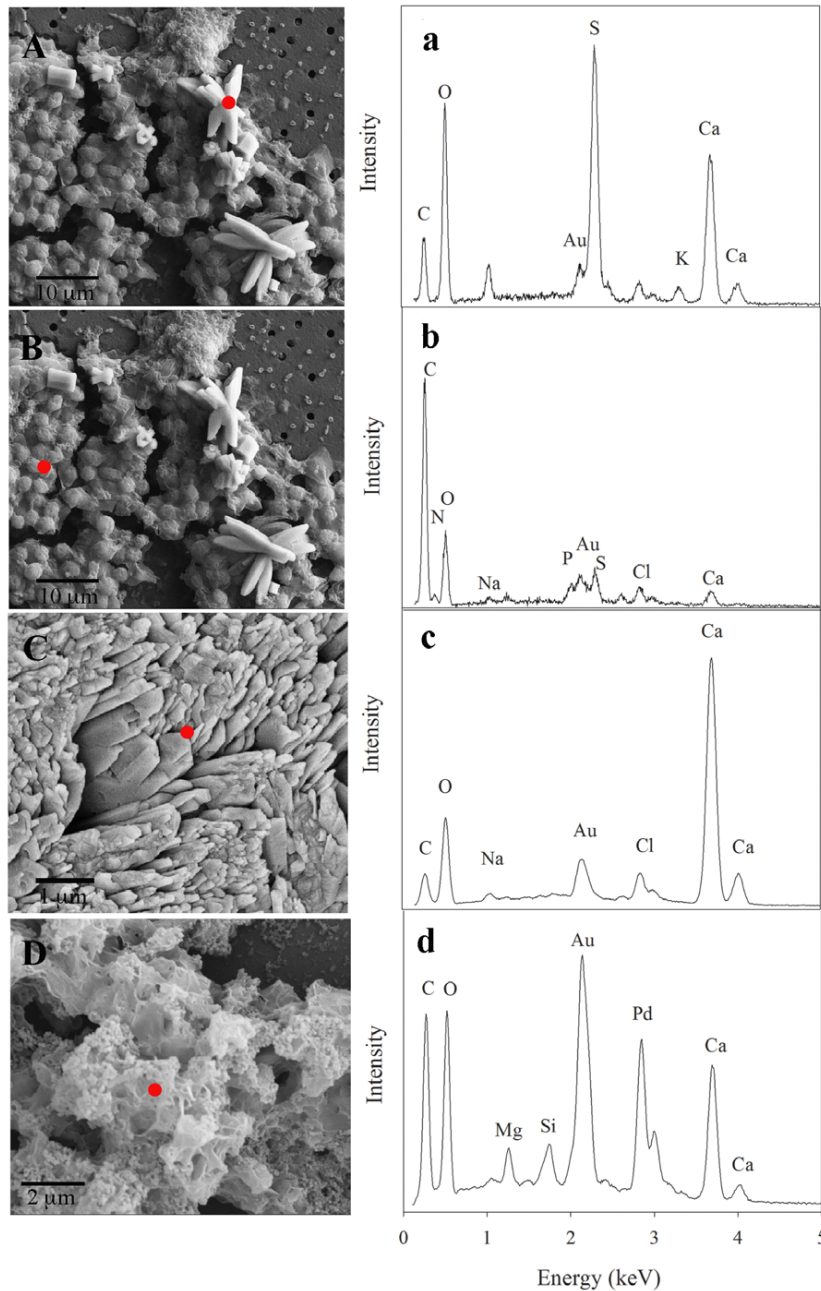 A
10 µm
a
S
O
Ca
C
Au
K
Ca
Intensity
B
10 µm
b
C
N
O
Na
P
Au
S
Cl
Ca
Intensity
C
1 µm
c
Ca
O
C
Na
Au
Cl
Ca
Intensity
D
2 µm
d
Au
C
O
Pd
Ca
Mg
Si
Ca
Intensity
0 1 2 3 4 5
Energy (keV)